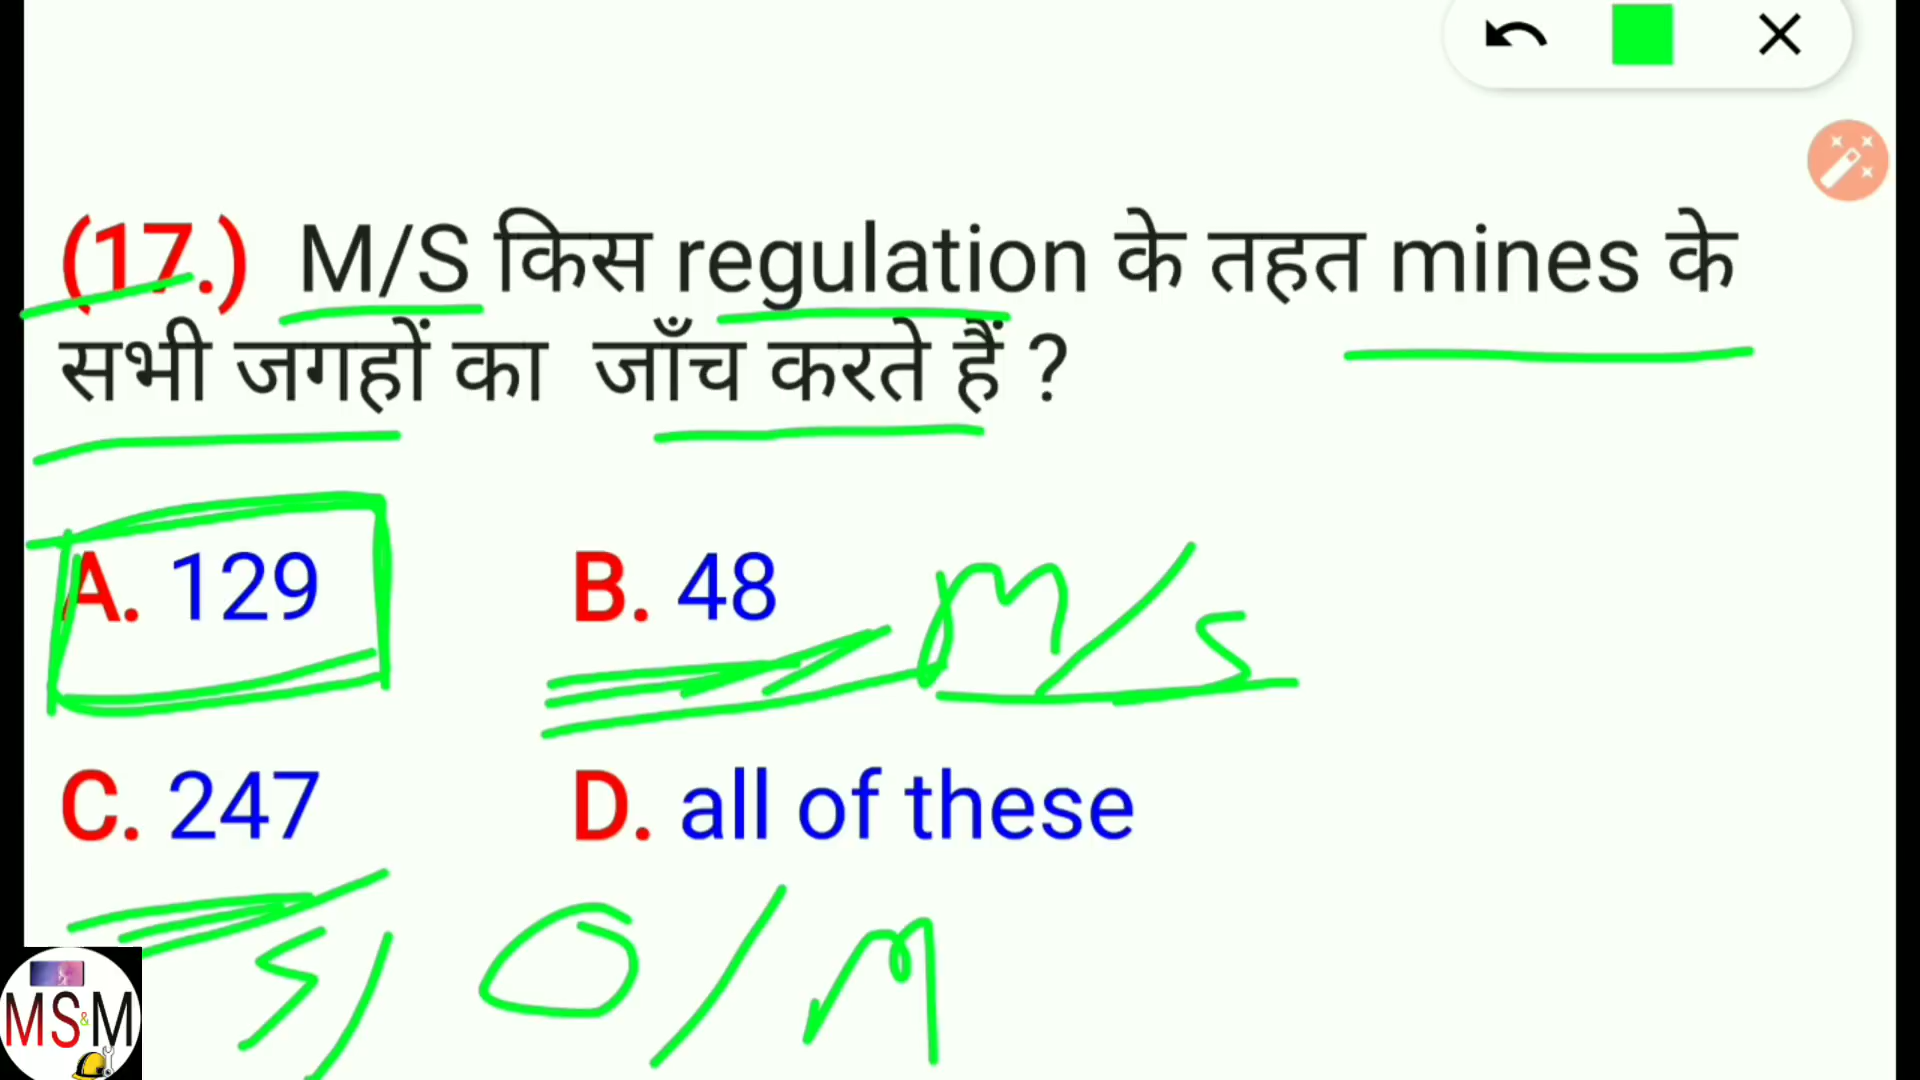 (17.) M/S किस regulation के तहत mines के
सभी जगहों का जाँच करते हैं ?
A. 129 B. 48 M/S
C. 247 D. all of these
S/ O/M
MS&M